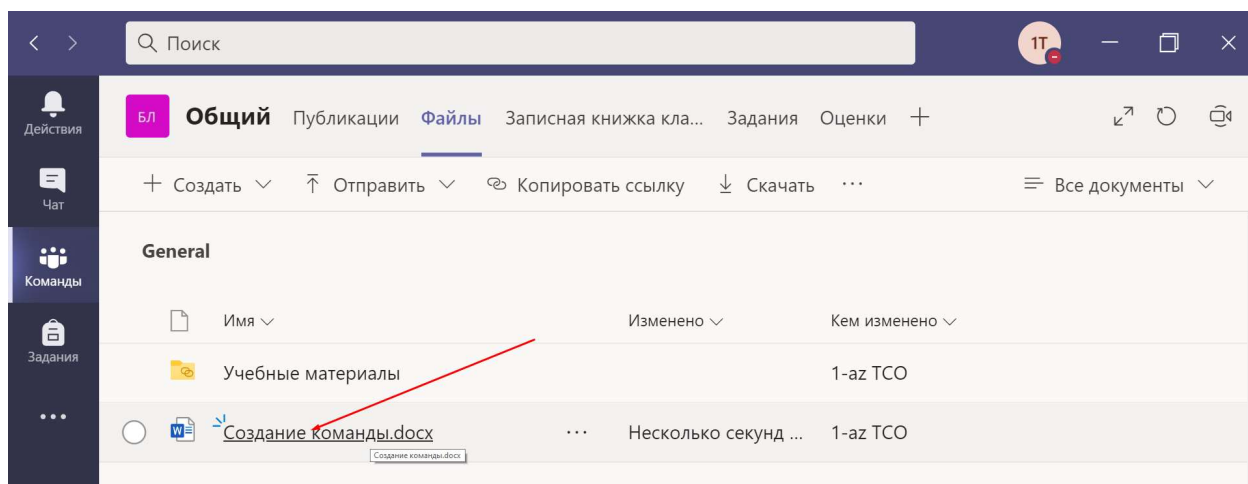 Поиск
1T
Действия
Чат
Команды
Задания
БЛ Общий Публикации Файлы Записная книжка кла... Задания Оценки
Создать Отправить Копировать ссылку Скачать ... Все документы
General
Имя Изменено Кем изменено
Учебные материалы 1-az TCO
Создание команды.docx ... Несколько секунд ... 1-az TCO
Создание команды.docx